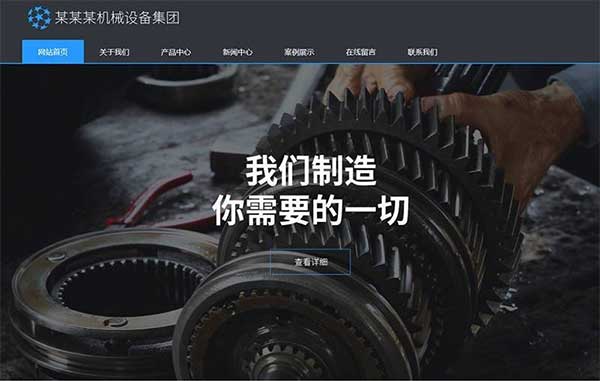 某某某机械设备集团
网站首页
关于我们
产品中心
新闻中心
案例展示
在线留言
联系我们
我们制造
你需要的一切
查看详细